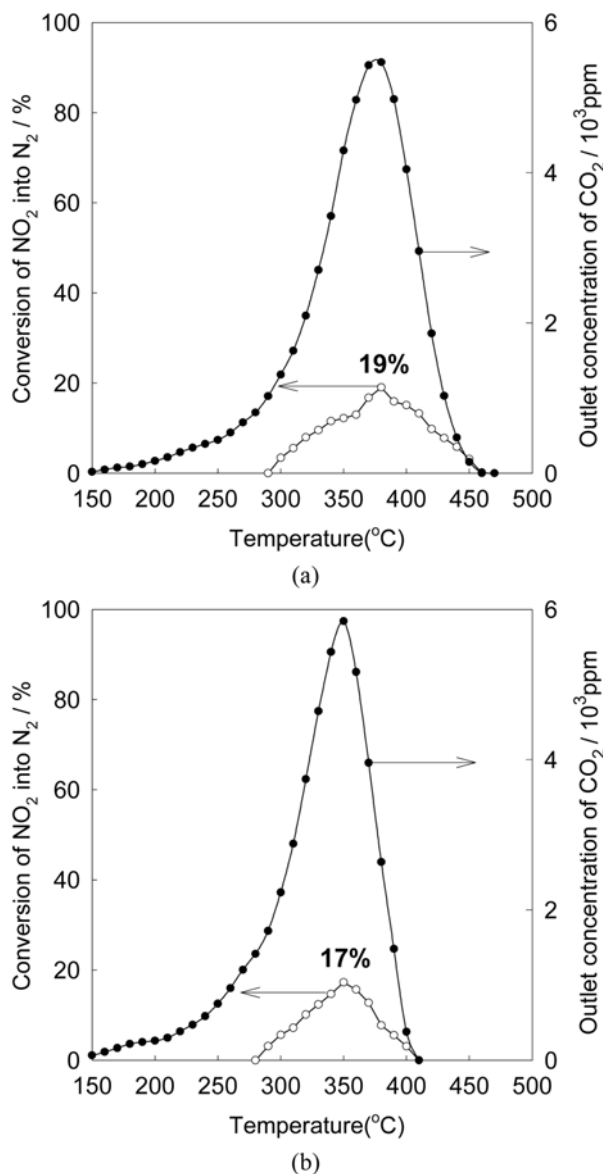 100
80
60
40
20
0
Conversion of NO₂ into N₂ / %
6
4
2
0
Outlet concentration of CO₂ / 10³ppm
19%
150 200 250 300 350 400 450 500
Temperature(°C)
(a)
100
80
60
40
20
0
Conversion of NO₂ into N₂ / %
6
4
2
0
Outlet concentration of CO₂ / 10³ppm
17%
150 200 250 300 350 400 450 500
Temperature(°C)
(b)